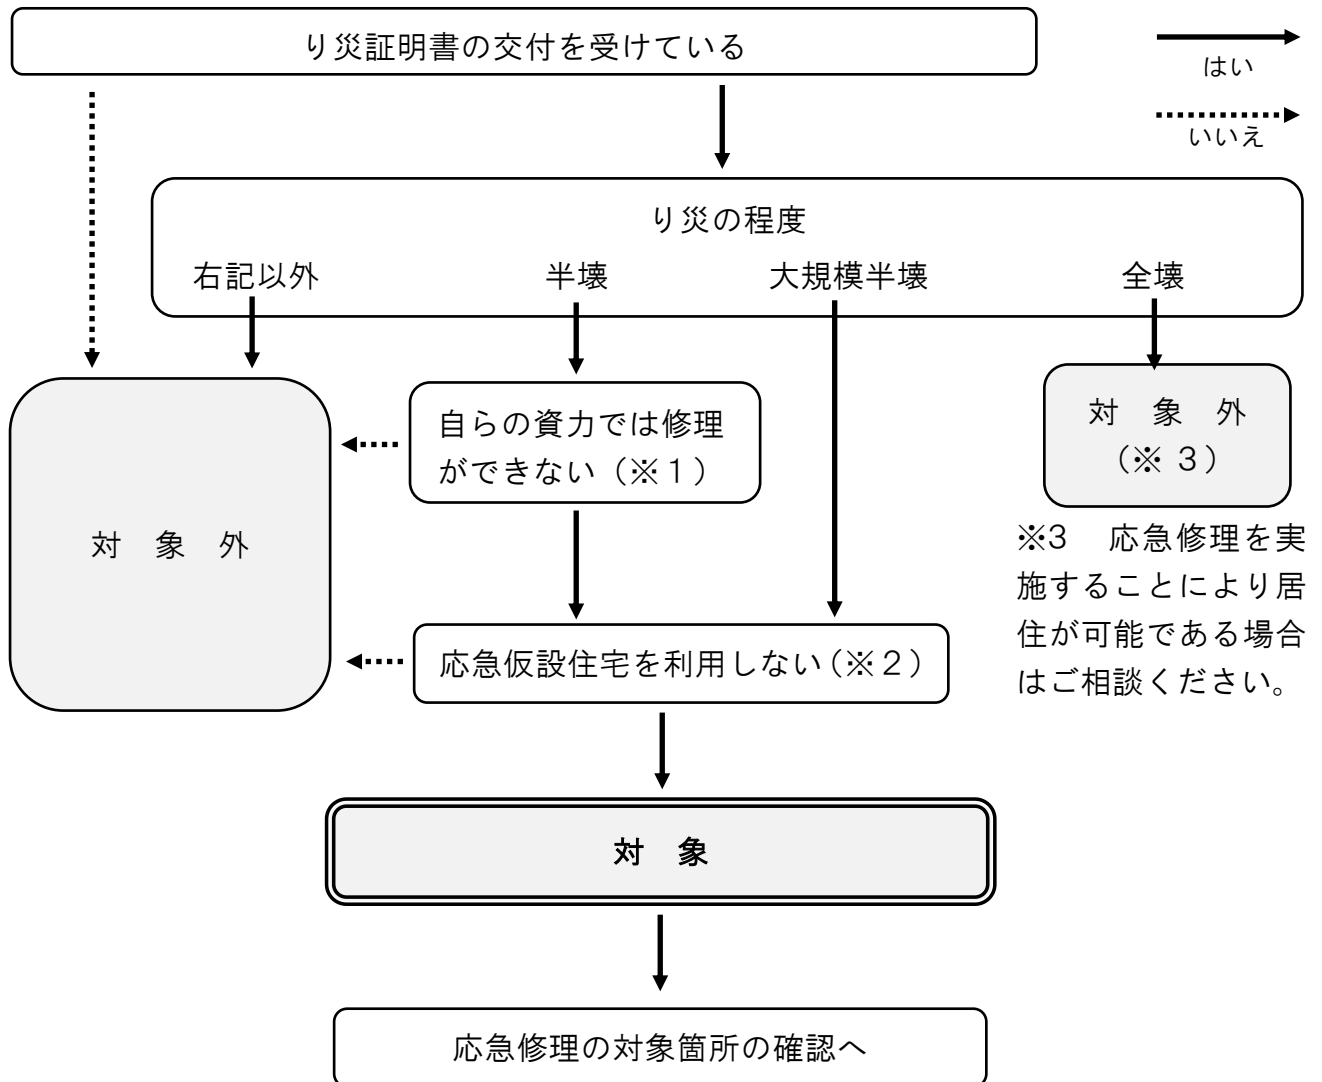 り災証明書の交付を受けている
はい
いいえ
り災の程度
右記以外
半壊
大規模半壊
全壊
自らの資力では修理
ができない（※１）
対　象　外
（※ 3）
対　象　外
※3　応急修理を実
施することにより居
住が可能である場合
はご相談ください。
応急仮設住宅を利用しない（※２）
対　象
応急修理の対象箇所の確認へ